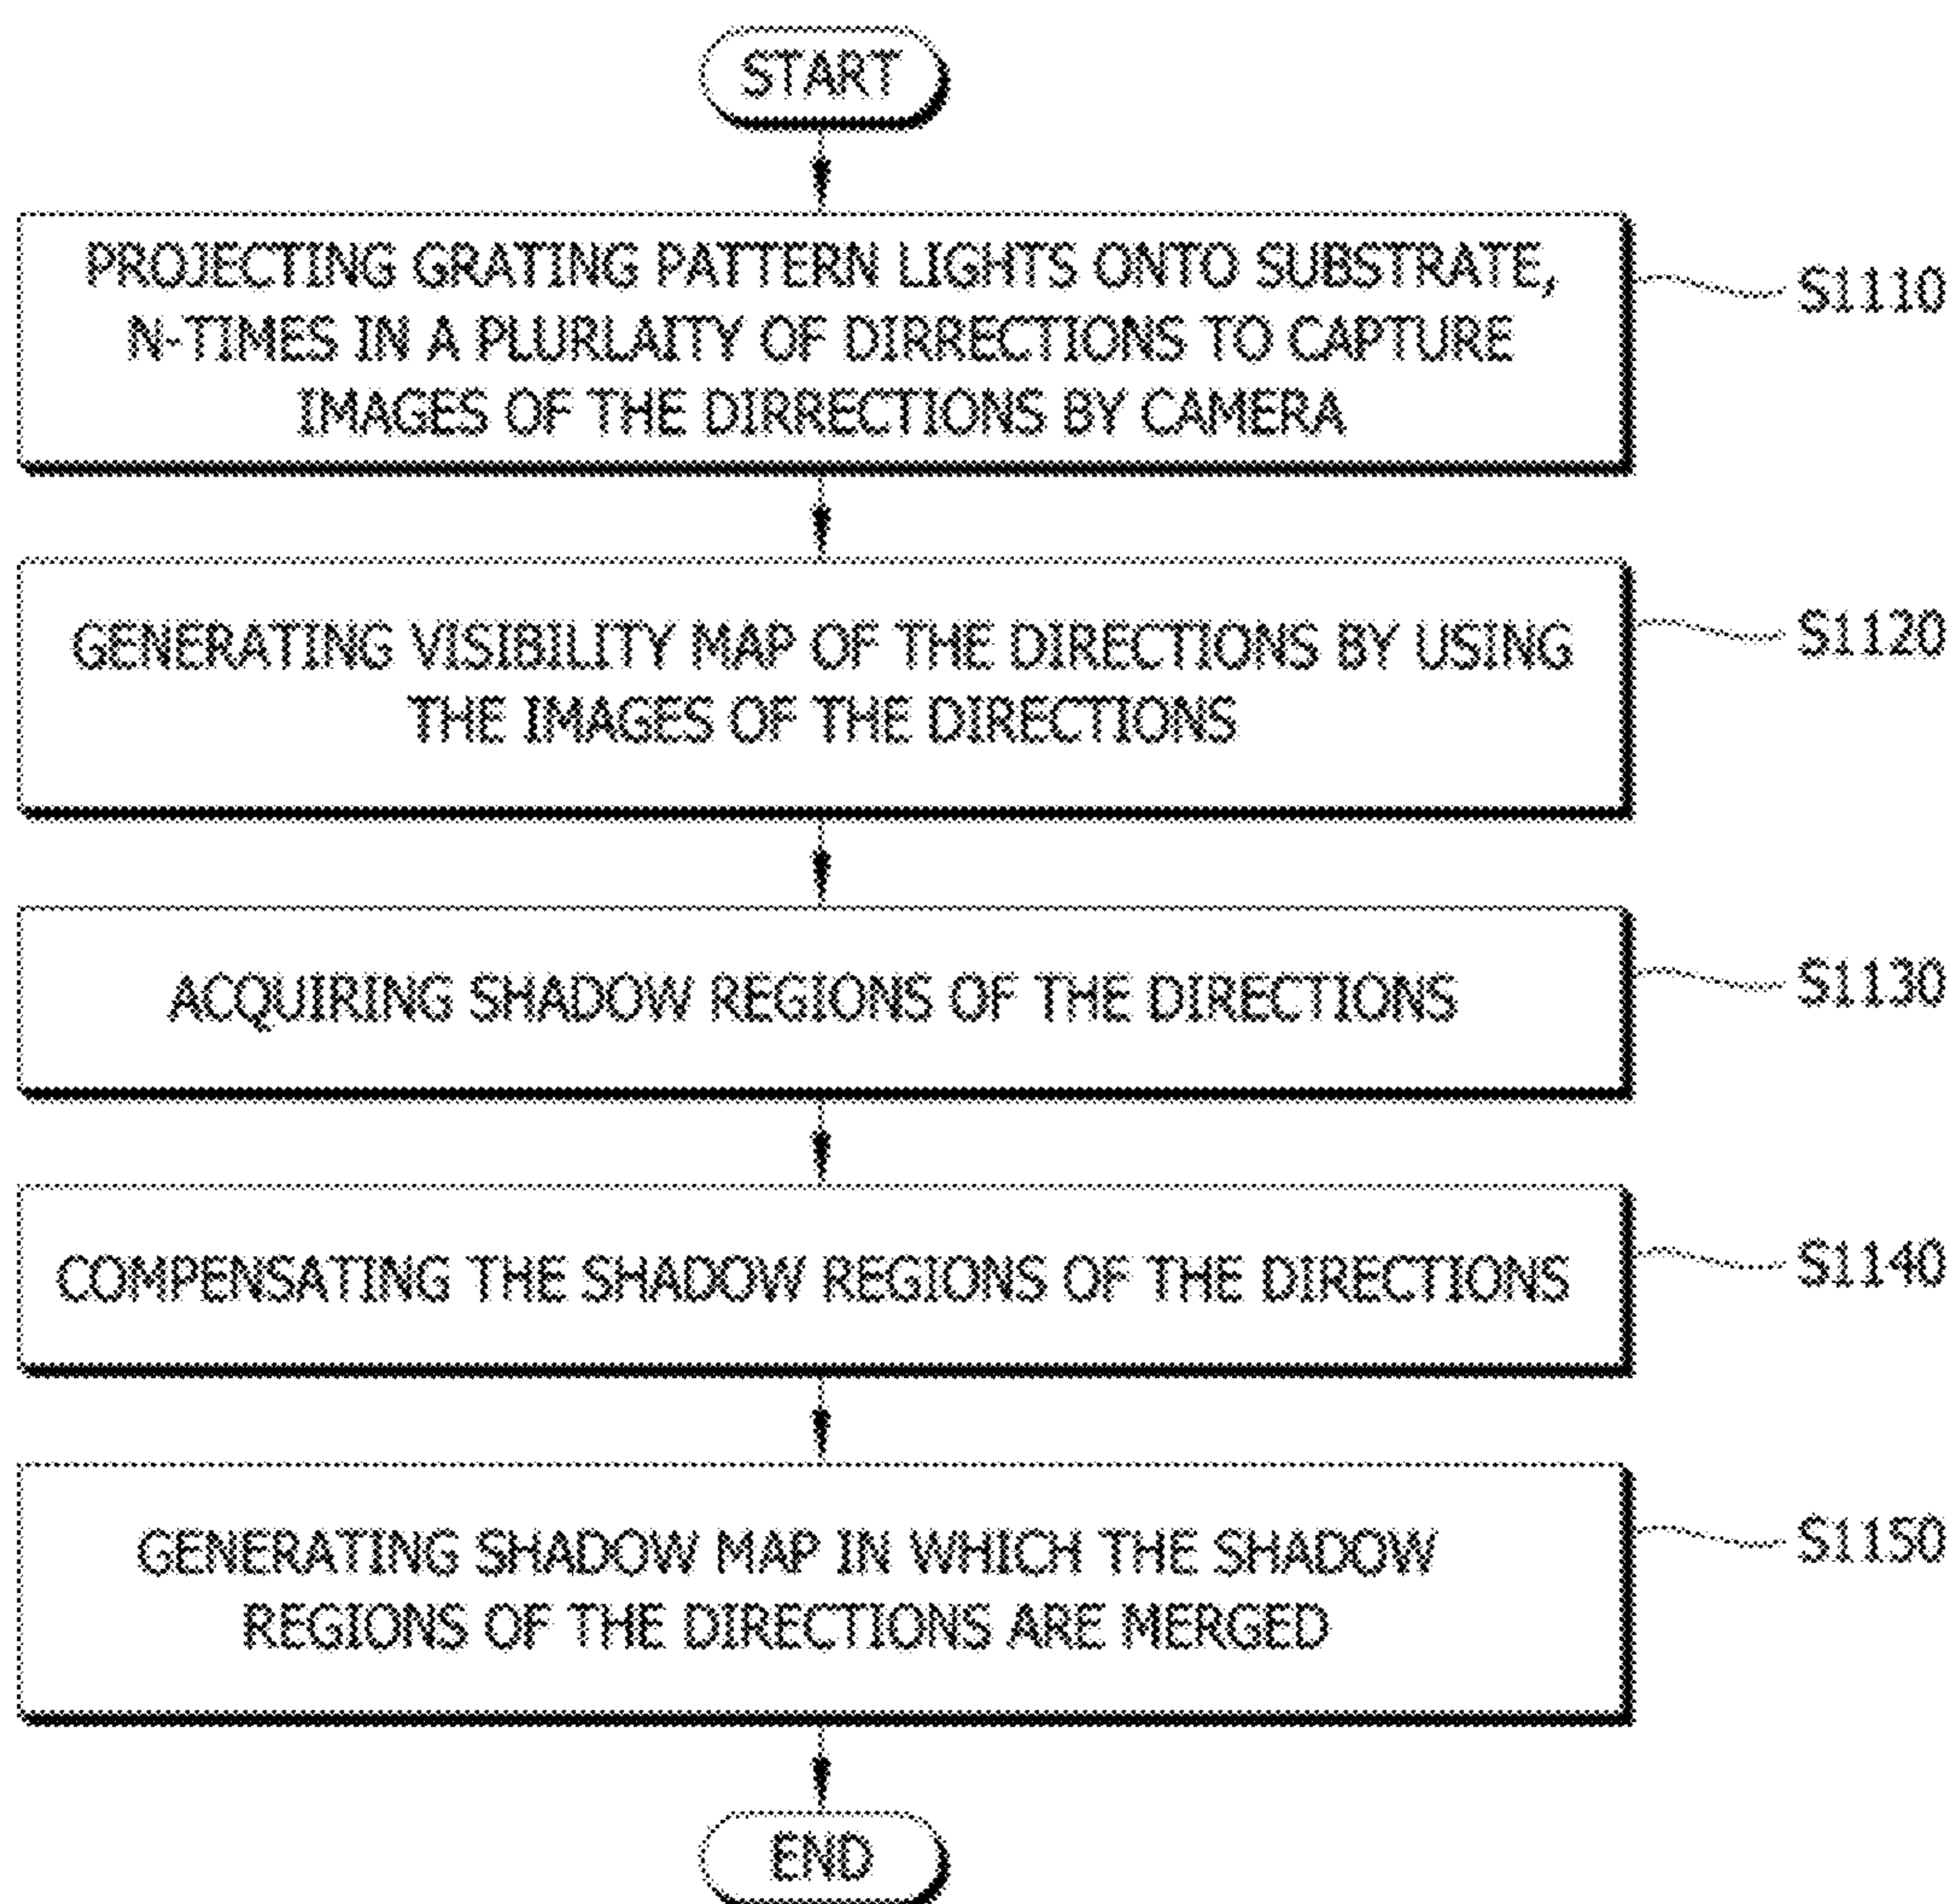 START
PROJECTING GRATING PATTERN LIGHTS ONTO SUBSTRATE,
N-TIMES IN A PLURLAITY OF DIRRECTIONS TO CAPTURE
IMAGES OF THE DIRRECTIONS BY CAMERA
S1110
GENERATING VISIBILITY MAP OF THE DIRECTIONS BY USING
THE IMAGES OF THE DIRECTIONS
S1120
ACQUIRING SHADOW REGIONS OF THE DIRECTIONS
S1130
COMPENSATING THE SHADOW REGIONS OF THE DIRECTIONS
S1140
GENERATING SHADOW MAP IN WHICH THE SHADOW
REGIONS OF THE DIRECTIONS ARE MERGED
S1150
END